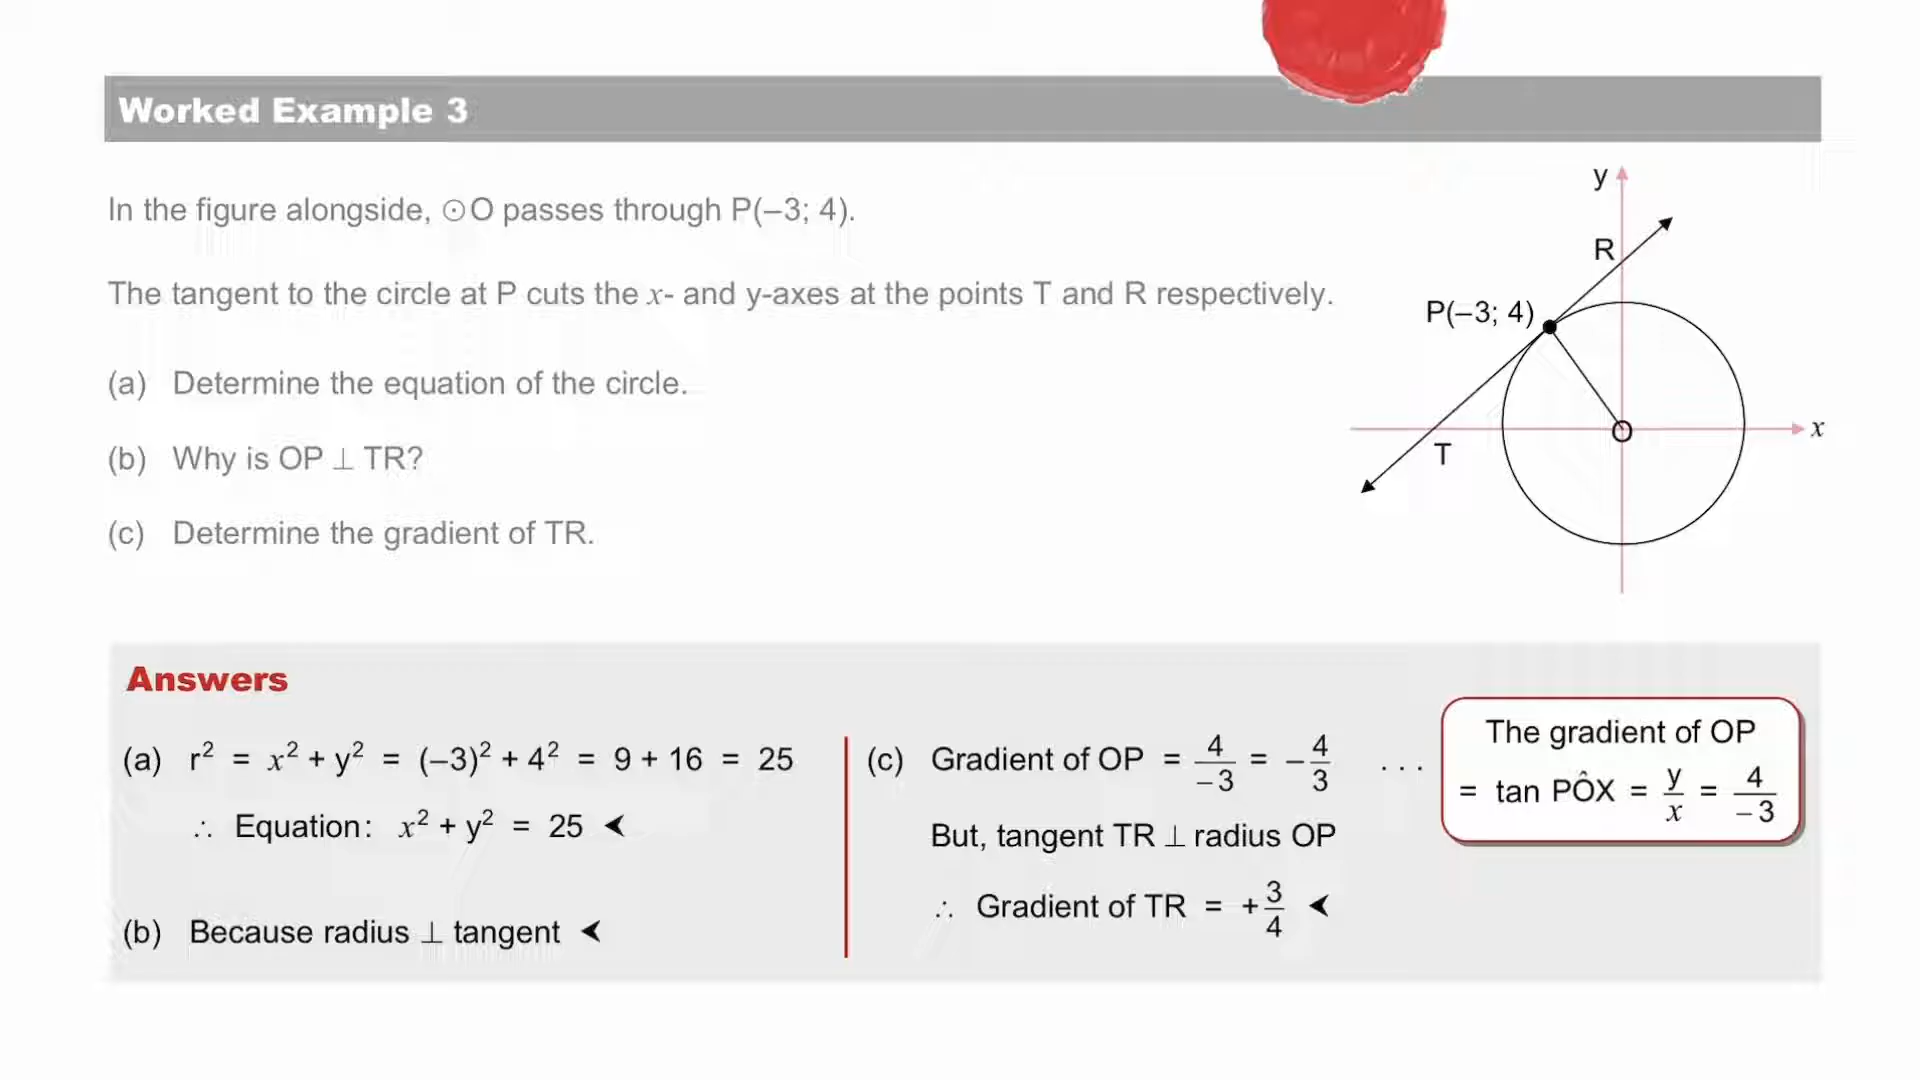 Worked Example 3
In the figure alongside, ⊙O passes through P(–3; 4).
The tangent to the circle at P cuts the x- and y-axes at the points T and R respectively.
(a) Determine the equation of the circle.
(b) Why is OP ⊥ TR?
(c) Determine the gradient of TR.
y
R
P(–3; 4)
O
x
T
Answers
(a) r² = x² + y² = (–3)² + 4² = 9 + 16 = 25
∴ Equation: x² + y² = 25 ◄
(b) Because radius ⊥ tangent ◄
(c) Gradient of OP = 4/–3 = –4/3 . . .
But, tangent TR ⊥ radius OP
∴ Gradient of TR = +3/4 ◄
The gradient of OP
= tan PÔX = y/x = 4/–3